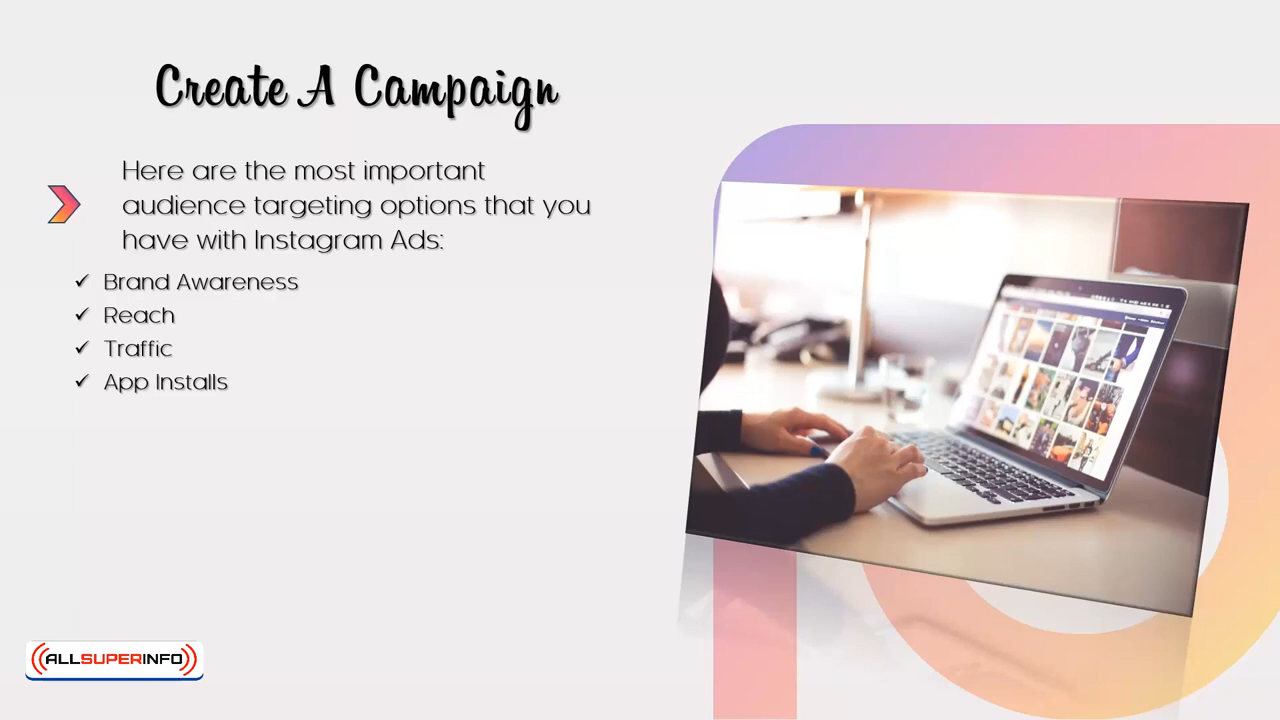 Create A Campaign
Here are the most important
audience targeting options that you
have with Instagram Ads:
Brand Awareness
Reach
Traffic
App Installs
ALLSUPERINFO